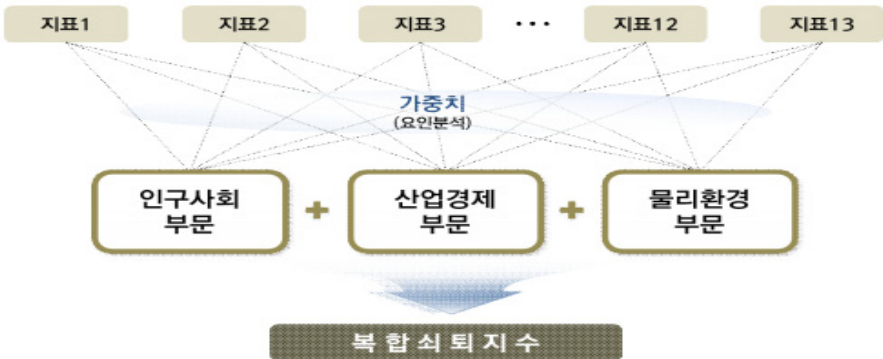 지표1 지표2 지표3 ··· 지표12 지표13
가중치
(요인분석)
인구사회 + 산업경제 + 물리환경
부문 부문 부문
복합쇠퇴지수